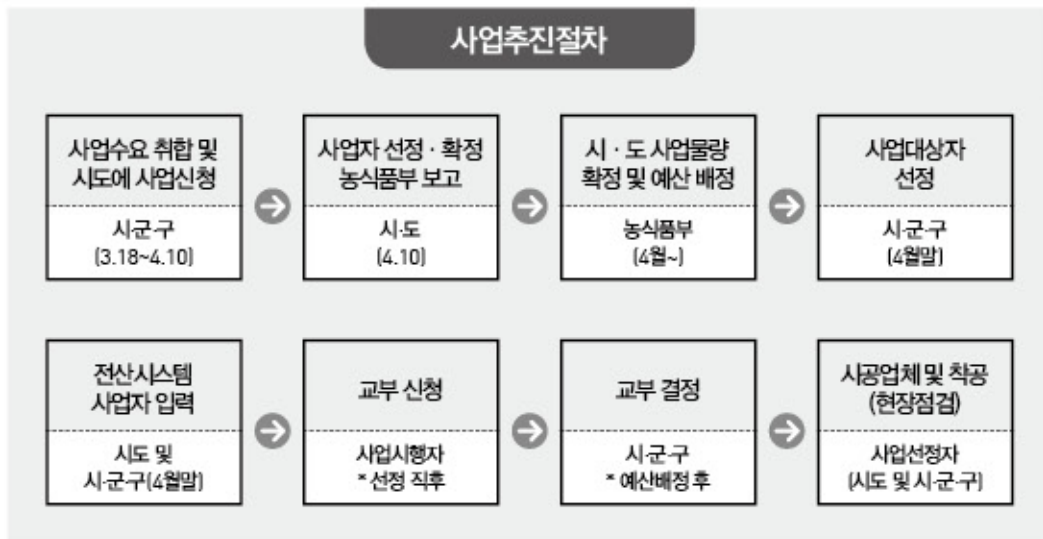 사업추진절차
사업수요 취합 및
시도에 사업신청
시·군·구
(3.18~4.10)
사업자 선정·확정
농식품부 보고
시·도
(4.10)
시·도 사업물량
확정 및 예산 배정
농식품부
(4월~)
사업대상자
선정
시·군·구
(4월말)
전산시스템
사업자 입력
시도 및
시·군·구(4월말)
교부 신청
사업시행자
* 선정 직후
교부 결정
시·군·구
* 예산배정 후
시공업체 및 착공
(현장점검)
사업선정자
(시도 및 시·군·구)